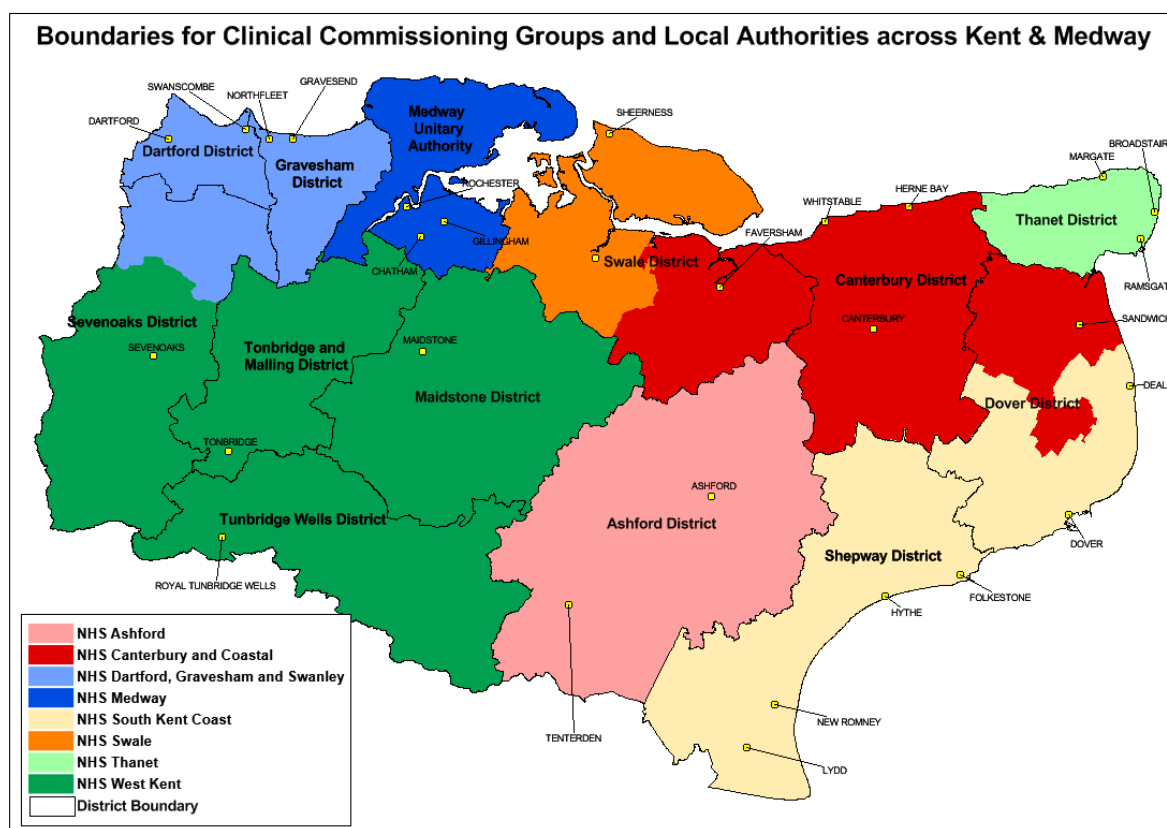 Boundaries for Clinical Commissioning Groups and Local Authorities across Kent & Medway
SWANSCOMBE
NORTHFLEET
GRAVESEND
DARTFORD
Dartford District
Gravesham
District
Medway
Unitary
Authority
SHEERNESS
ROCHESTER
GILLINGHAM
CHATHAM
WHITSTABLE
HERNE BAY
MARGATE
BROADSTAIR
Thanet District
RAMSGAT
FAVERSHAM
Swale District
Canterbury District
CANTERBURY
SANDWICH
Sevenoaks District
SEVENOAKS
Tonbridge and
Malling District
MAIDSTONE
Maidstone District
DEAL
Dover District
TONBRIDGE
ASHFORD
Ashford District
Tunbridge Wells District
DOVER
Shepway District
ROYAL TUNBRIDGE WELLS
FOLKESTONE
HYTHE
NEW ROMNEY
TENTERDEN
LYDD
NHS Ashford
NHS Canterbury and Coastal
NHS Dartford, Gravesham and Swanley
NHS Medway
NHS South Kent Coast
NHS Swale
NHS Thanet
NHS West Kent
District Boundary